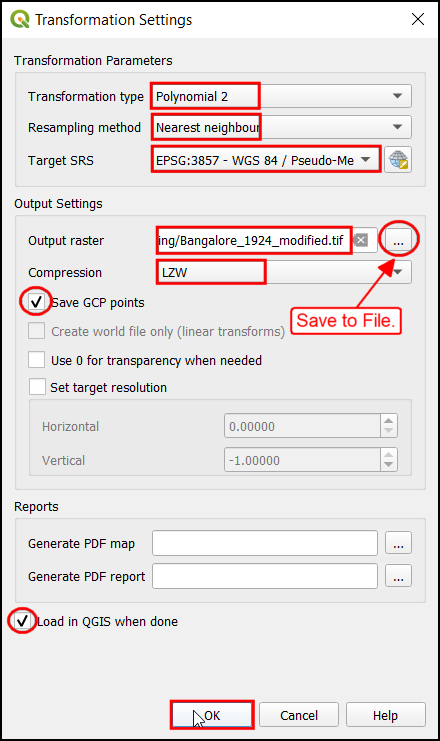 Transformation Settings
Transformation Parameters
Transformation type Polynomial 2
Resampling method Nearest neighbour
Target SRS EPSG:3857 - WGS 84 / Pseudo-Me
Output Settings
Output raster ing/Bangalore_1924_modified.tif ...
Compression LZW
Save GCP points
Save to File.
Create world file only (linear transforms)
Use 0 for transparency when needed
Set target resolution
Horizontal 0.00000
Vertical -1.00000
Reports
Generate PDF map ...
Generate PDF report ...
Load in QGIS when done
OK Cancel Help